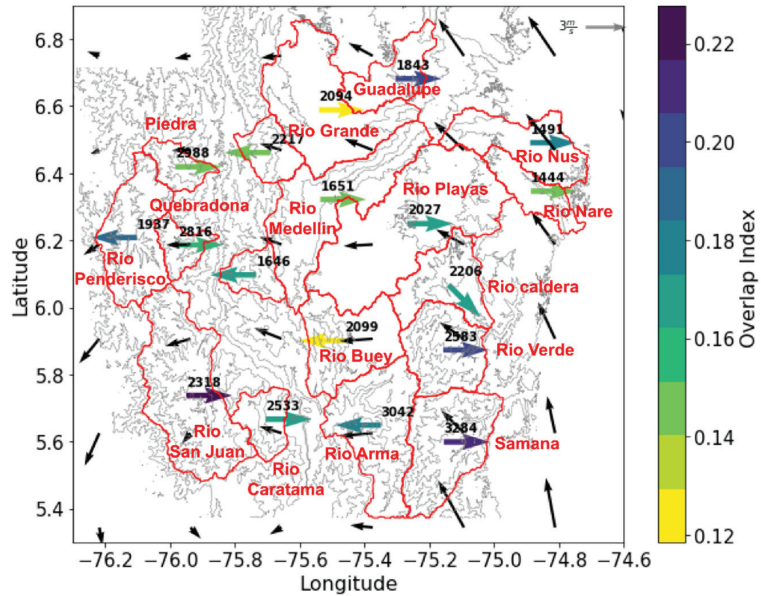 3 m/s
6.8
6.6
6.4
6.2
6.0
5.8
5.6
5.4
Latitude
1843
Guadalupe
2094
Piedra
2217
Rio Grande
1491
Rio Nus
2988
1651
Rio Playas
1444
Quebradona
Rio
Medellin
2027
Rio Nare
1937
2816
Rio
Penderisco
1646
2206
Rio caldera
2099
Rio Buey
2583
Rio Verde
2318
2533
3042
Rio
San Juan
Rio Arma
3284
Samana
Rio
Caratama
−76.2
−76.0
−75.8
−75.6
−75.4
−75.2
−75.0
−74.8
−74.6
Longitude
0.22
0.20
0.18
0.16
0.14
0.12
Overlap Index